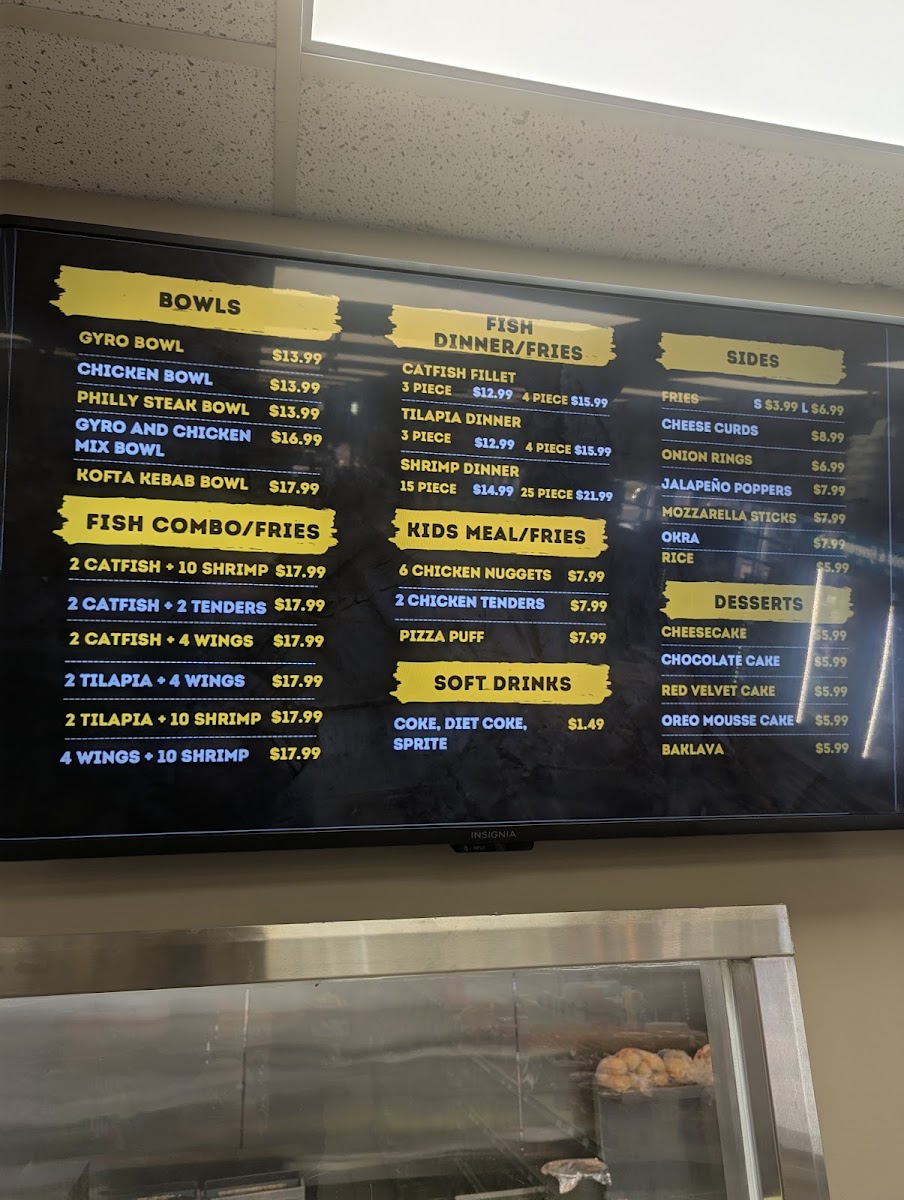 BOWLS
GYRO BOWL $13.99
CHICKEN BOWL $13.99
PHILLY STEAK BOWL $13.99
GYRO AND CHICKEN $16.99
MIX BOWL
KOFTA KEBAB BOWL $17.99
FISH COMBO/FRIES
2 CATFISH + 10 SHRIMP $17.99
2 CATFISH + 2 TENDERS $17.99
2 CATFISH + 4 WINGS $17.99
2 TILAPIA + 4 WINGS $17.99
2 TILAPIA + 10 SHRIMP $17.99
4 WINGS + 10 SHRIMP $17.99
FISH
DINNER/FRIES
CATFISH FILLET
3 PIECE $12.99 4 PIECE $15.99
TILAPIA DINNER
3 PIECE $12.99 4 PIECE $15.99
SHRIMP DINNER
15 PIECE $14.99 25 PIECE $21.99
KIDS MEAL/FRIES
6 CHICKEN NUGGETS $7.99
2 CHICKEN TENDERS $7.99
PIZZA PUFF $7.99
SOFT DRINKS
COKE, DIET COKE, $1.49
SPRITE
SIDES
FRIES S $3.99 L $6.99
CHEESE CURDS $8.99
ONION RINGS $6.99
JALAPEÑO POPPERS $7.99
MOZZARELLA STICKS $7.99
OKRA $7.99
RICE $5.99
DESSERTS
CHEESECAKE $5.99
CHOCOLATE CAKE $5.99
RED VELVET CAKE $5.99
OREO MOUSSE CAKE $5.99
BAKLAVA $5.99
INSIGNIA